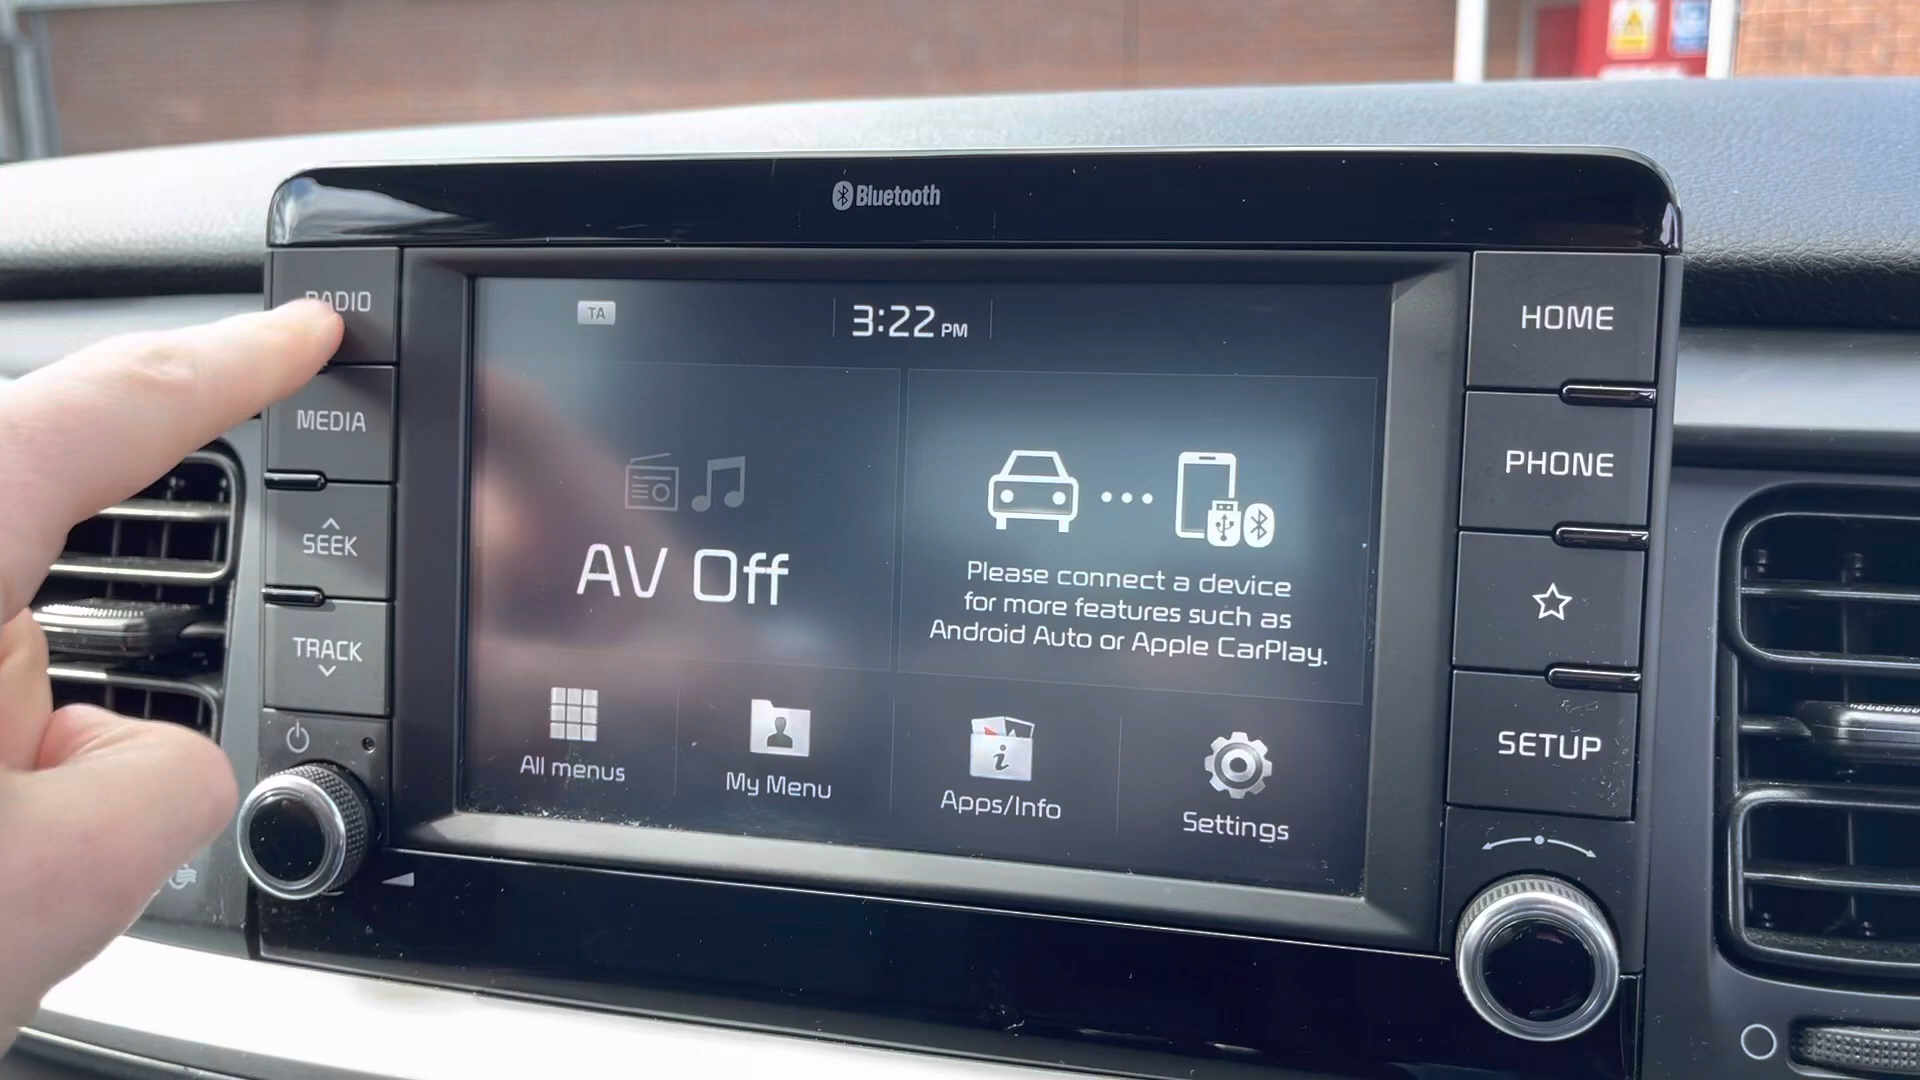 Bluetooth
RADIO
MEDIA
SEEK
TRACK
TA
3:22 PM
AV Off
Please connect a device
for more features such as
Android Auto or Apple CarPlay.
All menus
My Menu
Apps/Info
Settings
HOME
PHONE
SETUP